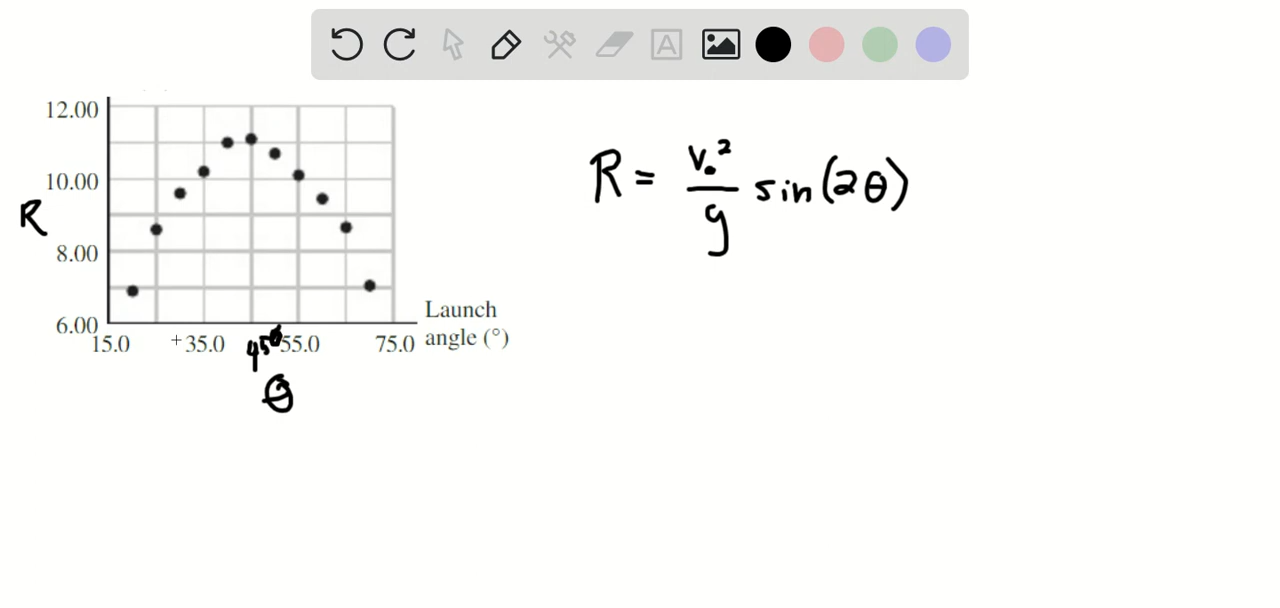 12.00
10.00
R
8.00
6.00
15.0 35.0 45° 55.0 75.0
Launch
angle (°)
θ
R = v₀²/g sin(2θ)
A